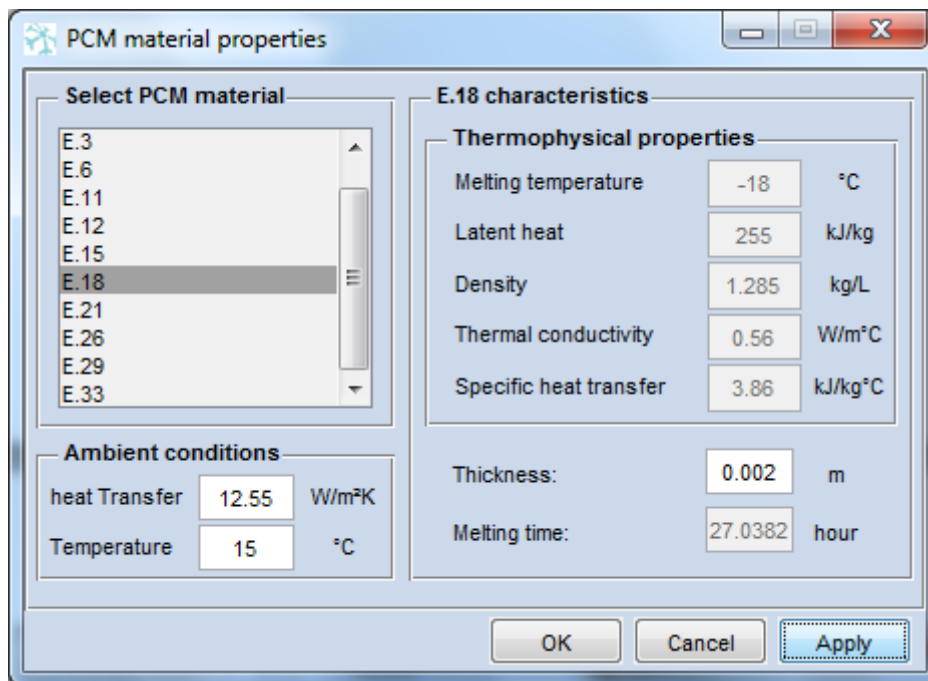 PCM material properties
Select PCM material
E.3
E.6
E.11
E.12
E.15
E.18
E.21
E.26
E.29
E.33
Ambient conditions
heat Transfer 12.55 W/m²K
Temperature 15 °C
E.18 characteristics
Thermophysical properties
Melting temperature -18 °C
Latent heat 255 kJ/kg
Density 1.285 kg/L
Thermal conductivity 0.56 W/m°C
Specific heat transfer 3.86 kJ/kg°C
Thickness: 0.002 m
Melting time: 27.0382 hour
OK Cancel Apply